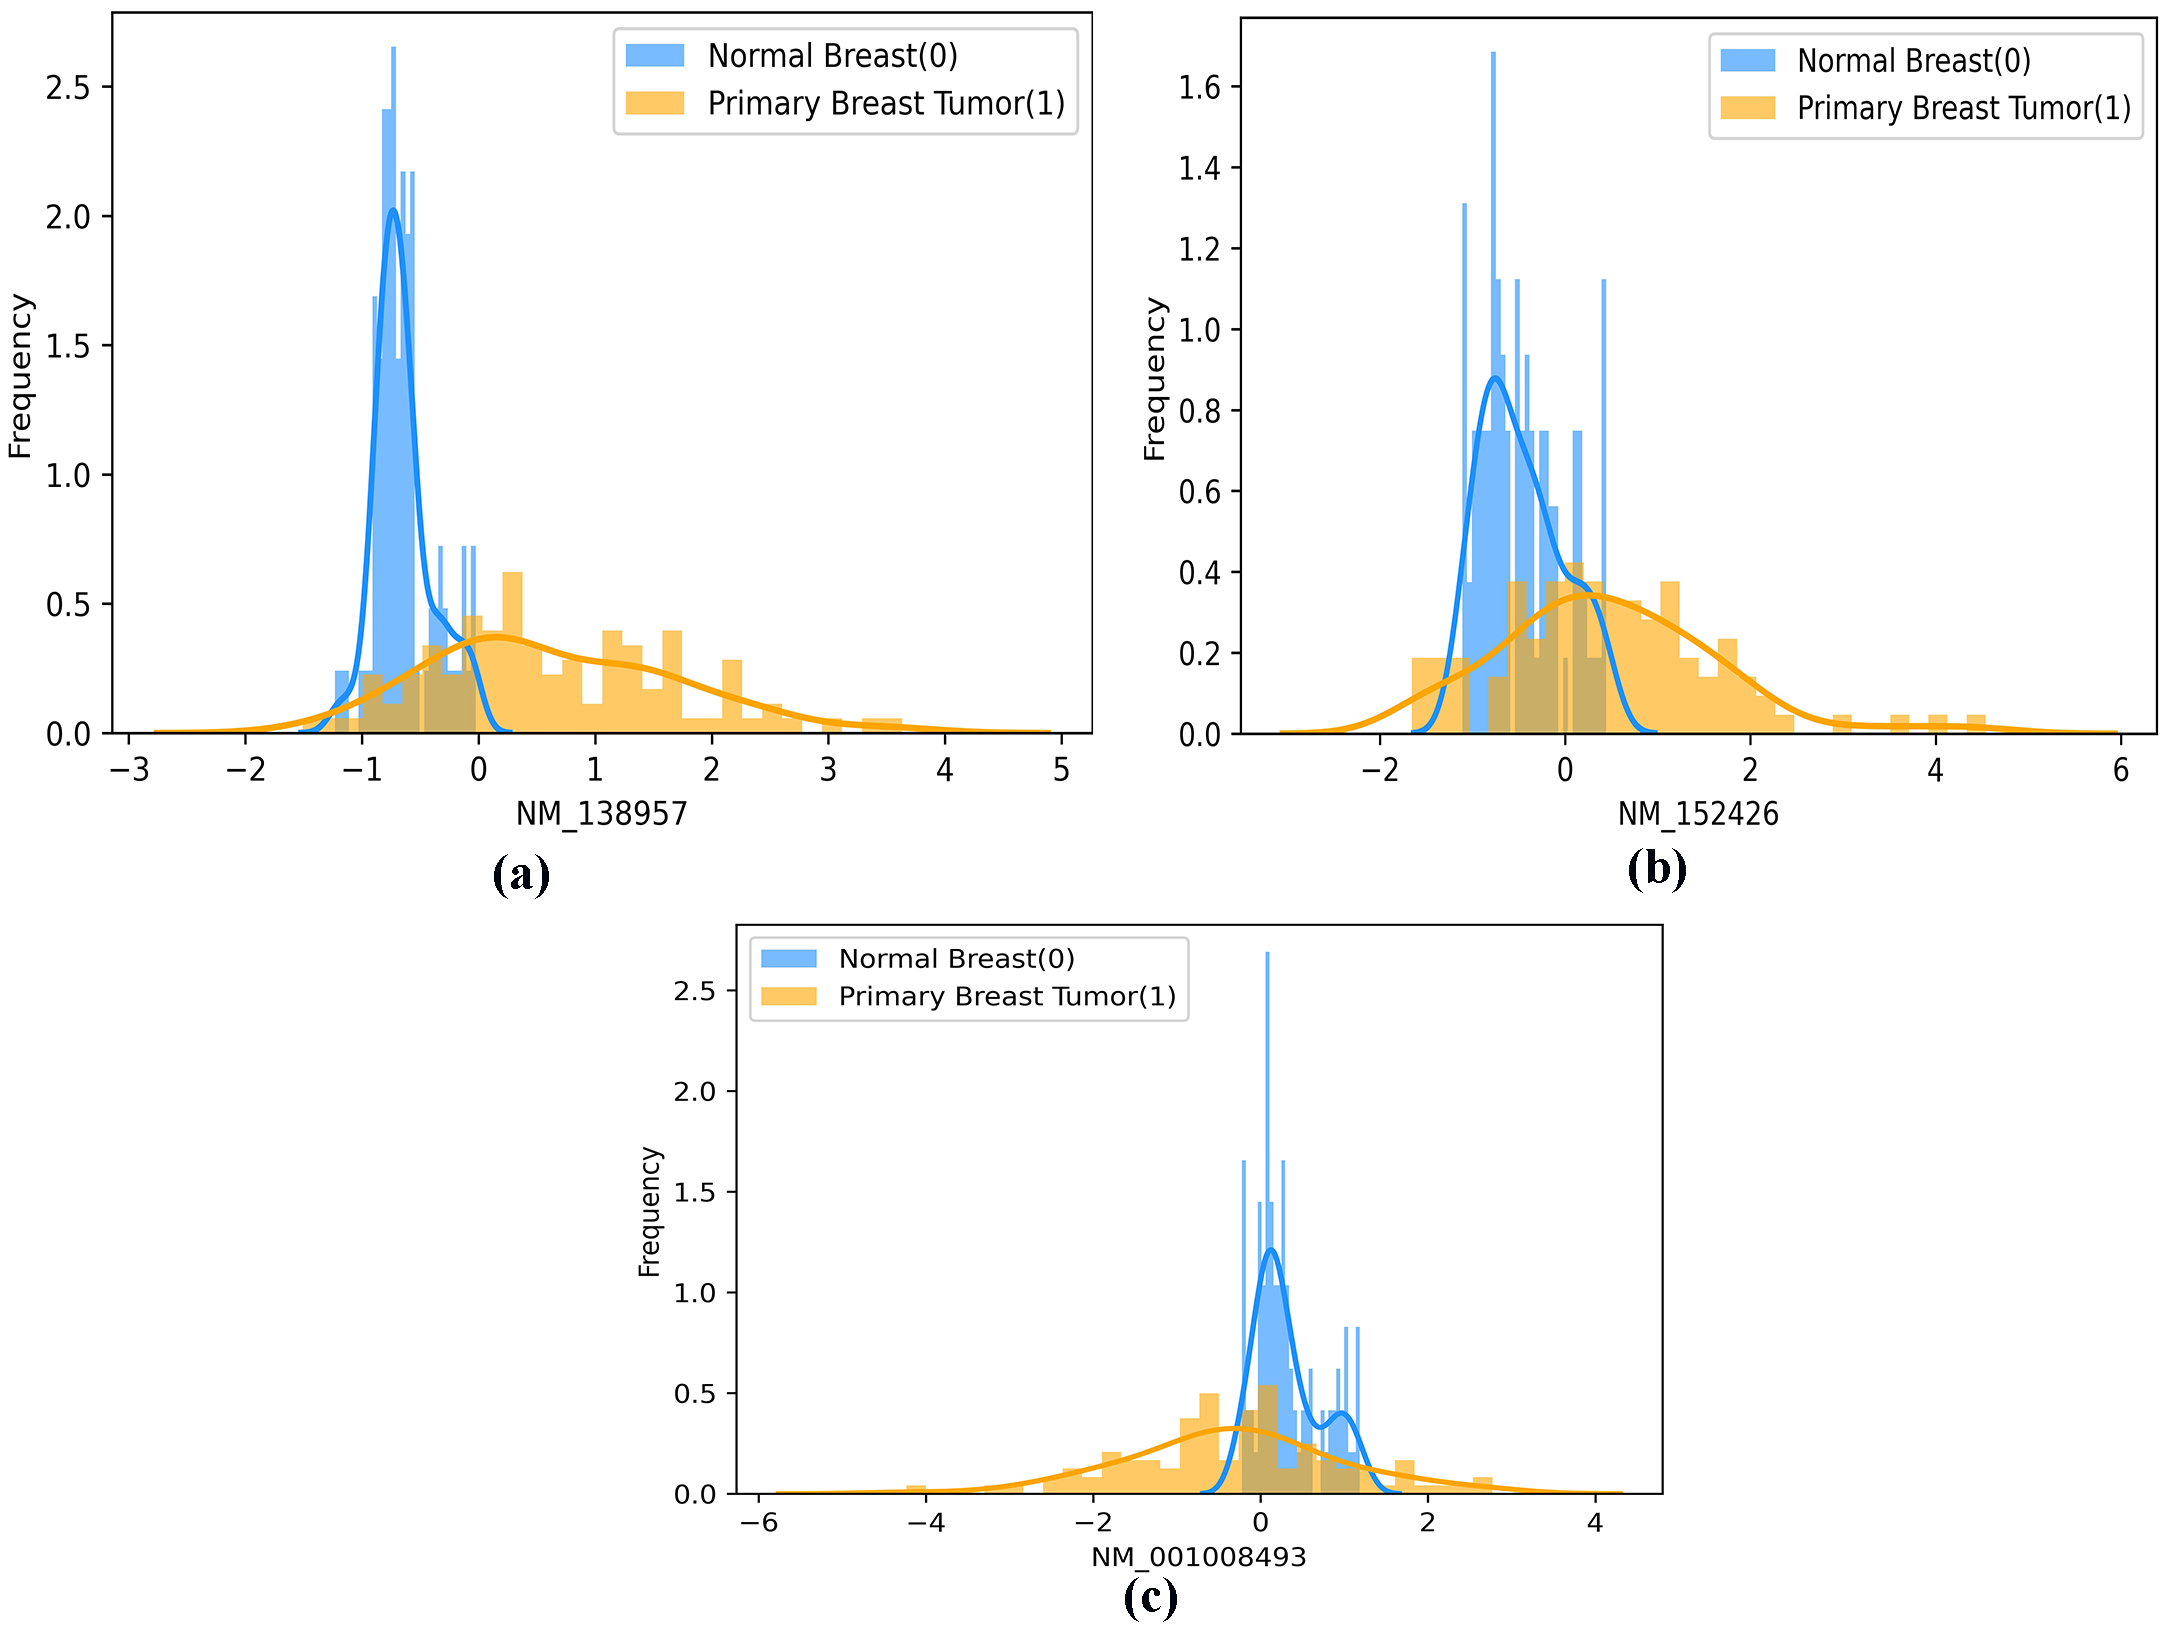 Normal Breast(0)
Primary Breast Tumor(1)
Frequency
2.5
2.0
1.5
1.0
0.5
0.0
−3 −2 −1 0 1 2 3 4 5
NM_138957
(a)
Normal Breast(0)
Primary Breast Tumor(1)
Frequency
1.6
1.4
1.2
1.0
0.8
0.6
0.4
0.2
0.0
−2 0 2 4 6
NM_152426
(b)
Normal Breast(0)
Primary Breast Tumor(1)
Frequency
2.5
2.0
1.5
1.0
0.5
0.0
−6 −4 −2 0 2 4
NM_001008493
(c)